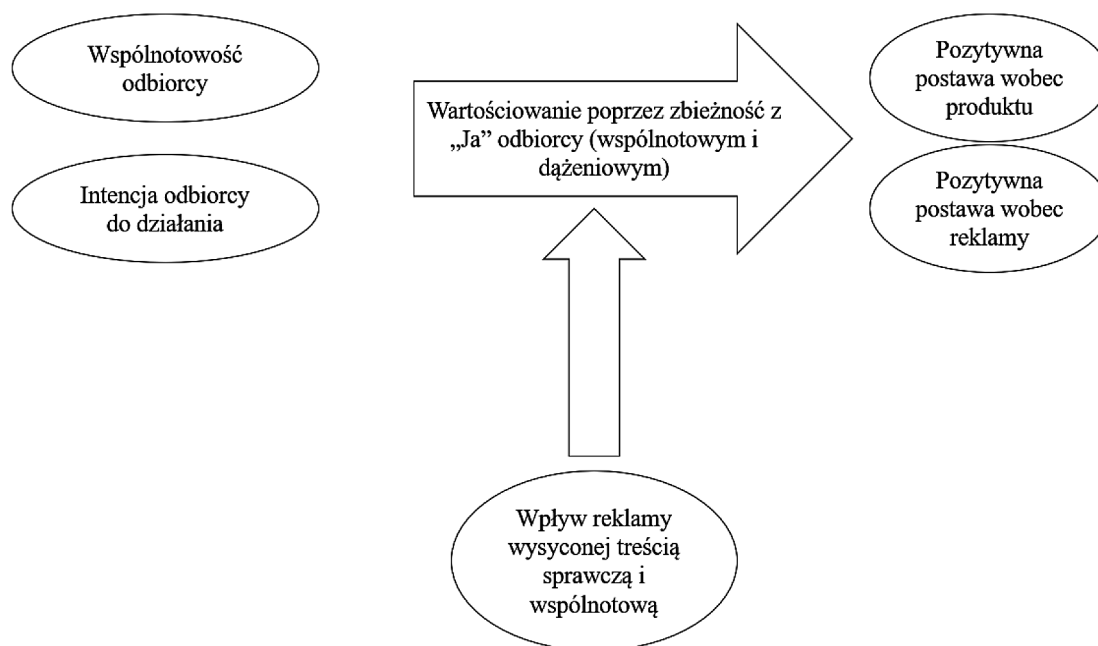 Wspólnotowość
odbiorcy
Intencja odbiorcy
do działania
Wartościowanie poprzez zbieżność z
„Ja” odbiorcy (wspólnotowym i
dążeniowym)
Pozytywna
postawa wobec
produktu
Pozytywna
postawa wobec
reklamy
Wpływ reklamy
wysyconej treścią
sprawczą i
wspólnotową